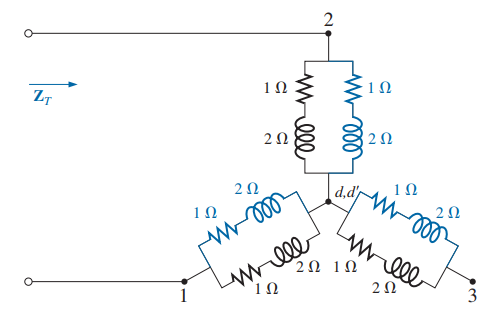 2
Z_T
1 Ω 1 Ω
2 Ω 2 Ω
d,d'
2 Ω 1 Ω
1 Ω 2 Ω
2 Ω 1 Ω
1 Ω 2 Ω
1 3